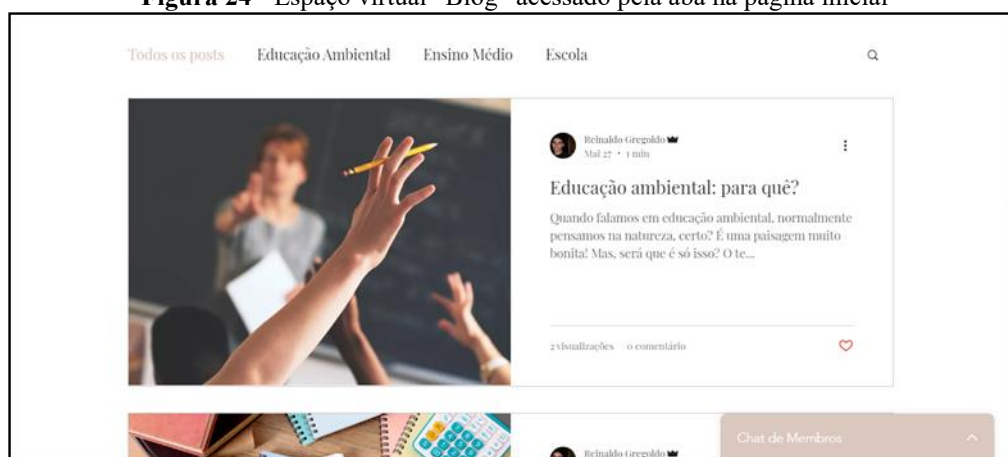 Figura 24 - Espaço virtual "Blog" acessado pela aba na página inicial
Todos os posts Educação Ambiental Ensino Médio Escola
Reinaldo Gregoldo
Mai 27 • 1 min
Educação ambiental: para quê?
Quando falamos em educação ambiental, normalmente
pensamos na natureza, certo? É uma paisagem muito
bonita! Mas, será que é só isso? O te...
2 visualizações 0 comentário
Reinaldo Gregoldo
Chat de Membros